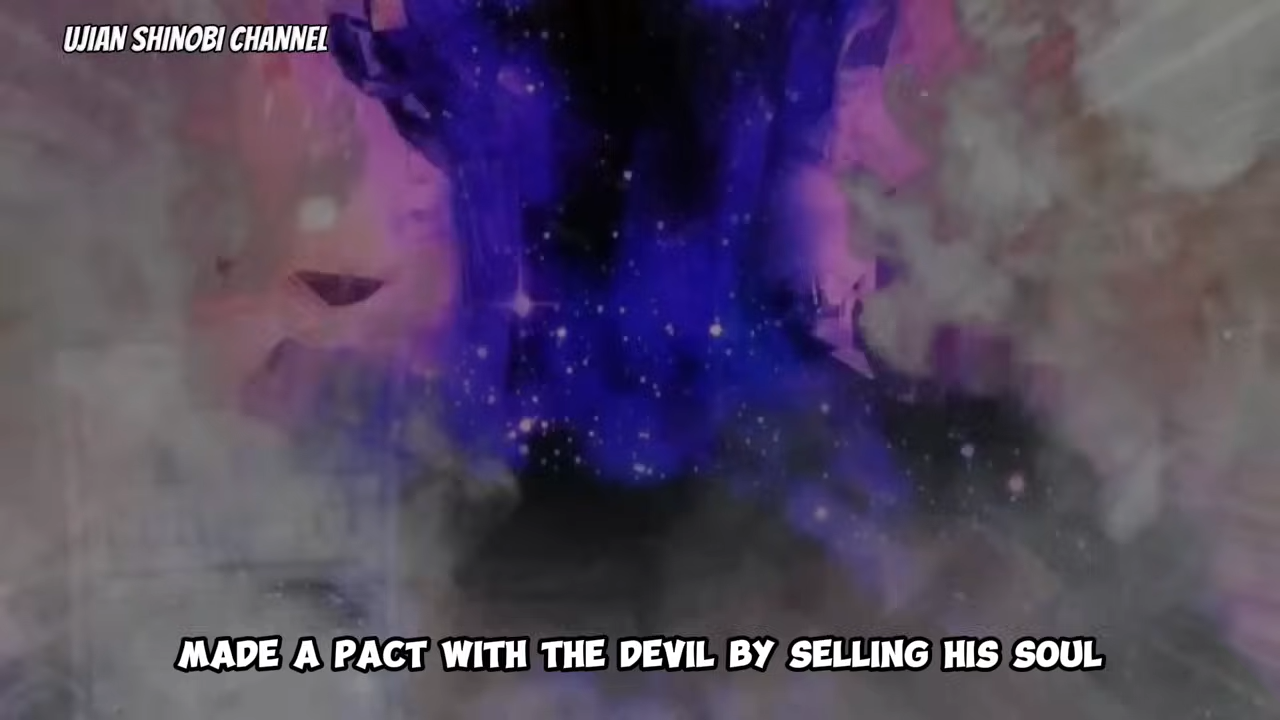 UJIAN SHINOBI CHANNEL
MADE A PACT WITH THE DEVIL BY SELLING HIS SOUL